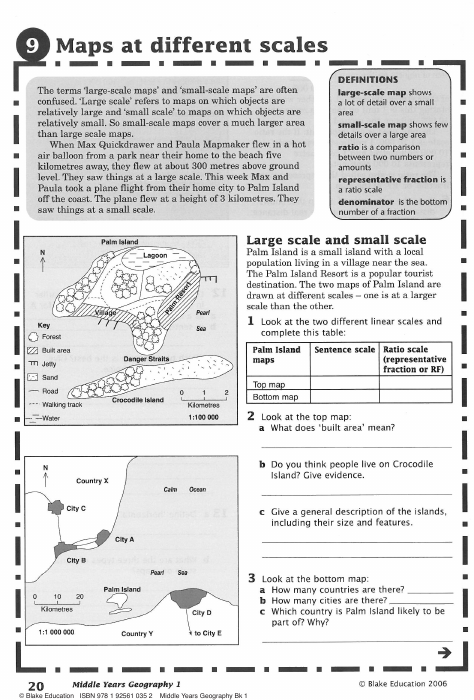 9 Maps at different scales
The terms 'large-scale maps' and 'small-scale maps' are often
confused. 'Large scale' refers to maps on which objects are
relatively large and 'small scale' to maps on which objects are
relatively small. So small-scale maps cover a much larger area
than large scale maps.
When Max Quickdrawer and Paula Mapmaker flew in a hot
air balloon from a park near their home to the beach five
kilometres away, they flew at about 300 metres above ground
level. They saw things at a large scale. This week Max and
Paula took a plane flight from their home city to Palm Island
off the coast. The plane flew at a height of 3 kilometres. They
saw things at a small scale.
DEFINITIONS
large-scale map shows
a lot of detail over a small
area
small-scale map shows few
details over a large area
ratio is a comparison
between two numbers or
amounts
representative fraction is
a ratio scale
denominator is the bottom
number of a fraction
Palm Island
N
Lagoon
Palm Resort
Village
Pearl
Sea
Key
Forest
Built area
Jetty
Sand
Road
Walking track
Water
Danger Straits
Crocodile Island
0 1 2
Kilometres
1:100 000
Large scale and small scale
Palm Island is a small island with a local
population living in a village near the sea.
The Palm Island Resort is a popular tourist
destination. The two maps of Palm Island are
drawn at different scales – one is at a larger
scale than the other.
1 Look at the two different linear scales and
complete this table:
Palm Island Sentence scale Ratio scale
maps (representative
fraction or RF)
Top map
Bottom map
2 Look at the top map:
a What does 'built area' mean?
b Do you think people live on Crocodile
Island? Give evidence.
c Give a general description of the islands,
including their size and features.
N
Country X
Calm Ocean
City C
City A
City B
Pearl Sea
0 10 20
Kilometres
Palm Island
City D
1:1 000 000
Country Y
to City E
3 Look at the bottom map:
a How many countries are there?
b How many cities are there?
c Which country is Palm Island likely to be
part of? Why?
20 Middle Years Geography 1
© Blake Education 2006
© Blake Education ISBN 978 1 92561 035 2 Middle Years Geography Bk 1